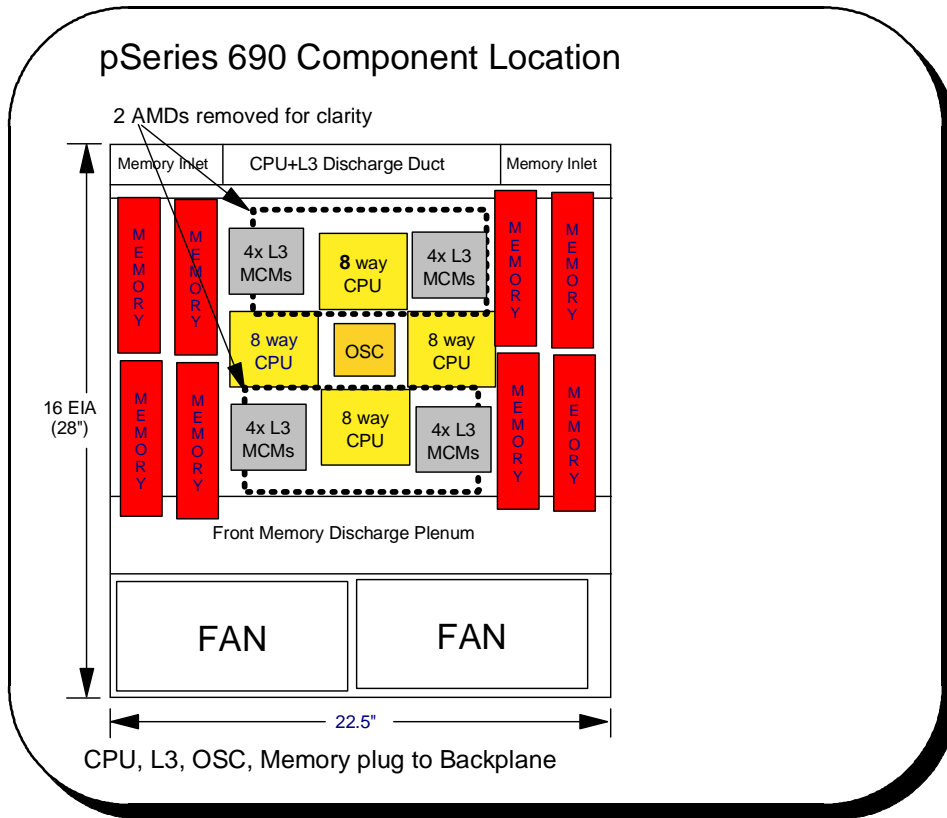 pSeries 690 Component Location
2 AMDs removed for clarity
Memory Inlet
CPU+L3 Discharge Duct
Memory Inlet
MEMORY
MEMORY
MEMORY
MEMORY
4x L3
MCMs
8 way
CPU
4x L3
MCMs
8 way
CPU
OSC
8 way
CPU
16 EIA
(28")
MEMORY
MEMORY
MEMORY
MEMORY
4x L3
MCMs
8 way
CPU
4x L3
MCMs
Front Memory Discharge Plenum
FAN
FAN
22.5"
CPU, L3, OSC, Memory plug to Backplane